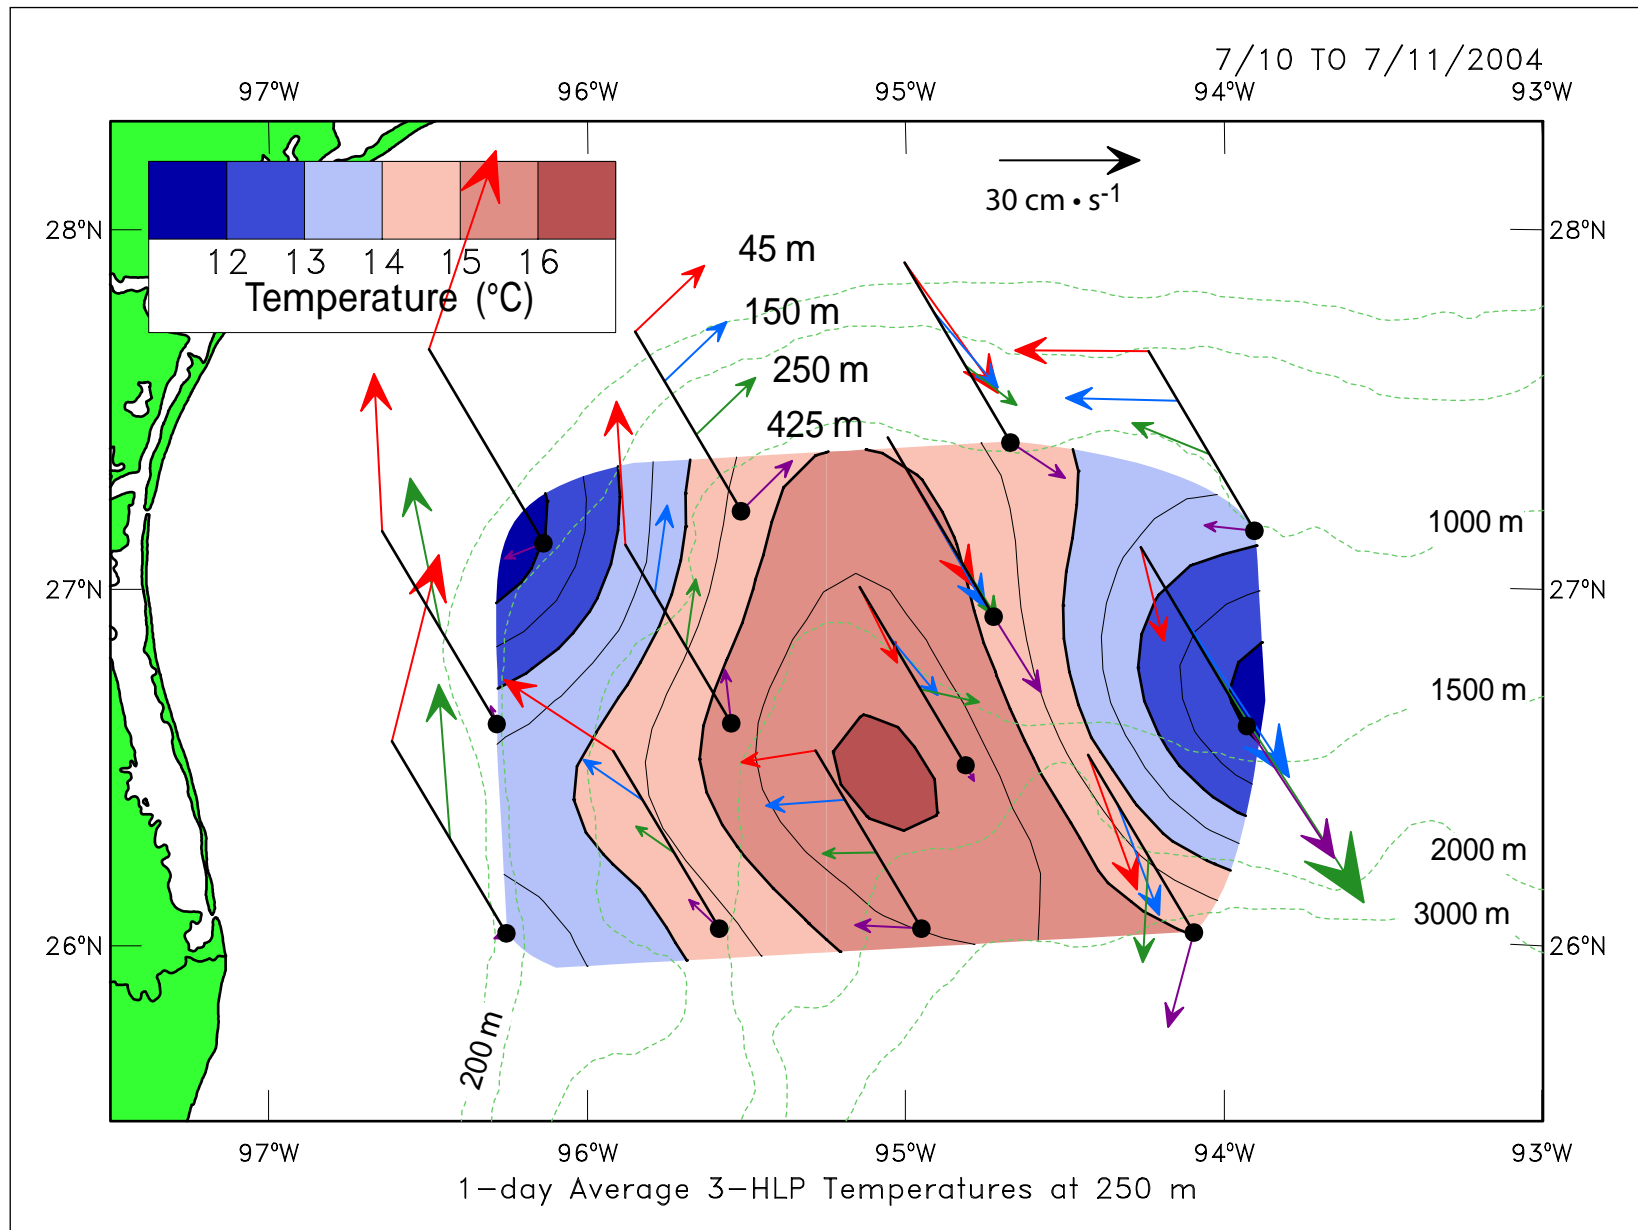 7/10 TO 7/11/2004
97°W 96°W 95°W 94°W 93°W
30 cm • s-1
28°N 28°N
12 13 14 15 16
Temperature (°C)
45 m
150 m
250 m
425 m
1000 m
27°N 27°N
1500 m
2000 m
3000 m
26°N 26°N
200 m
97°W 96°W 95°W 94°W 93°W
1-day Average 3-HLP Temperatures at 250 m